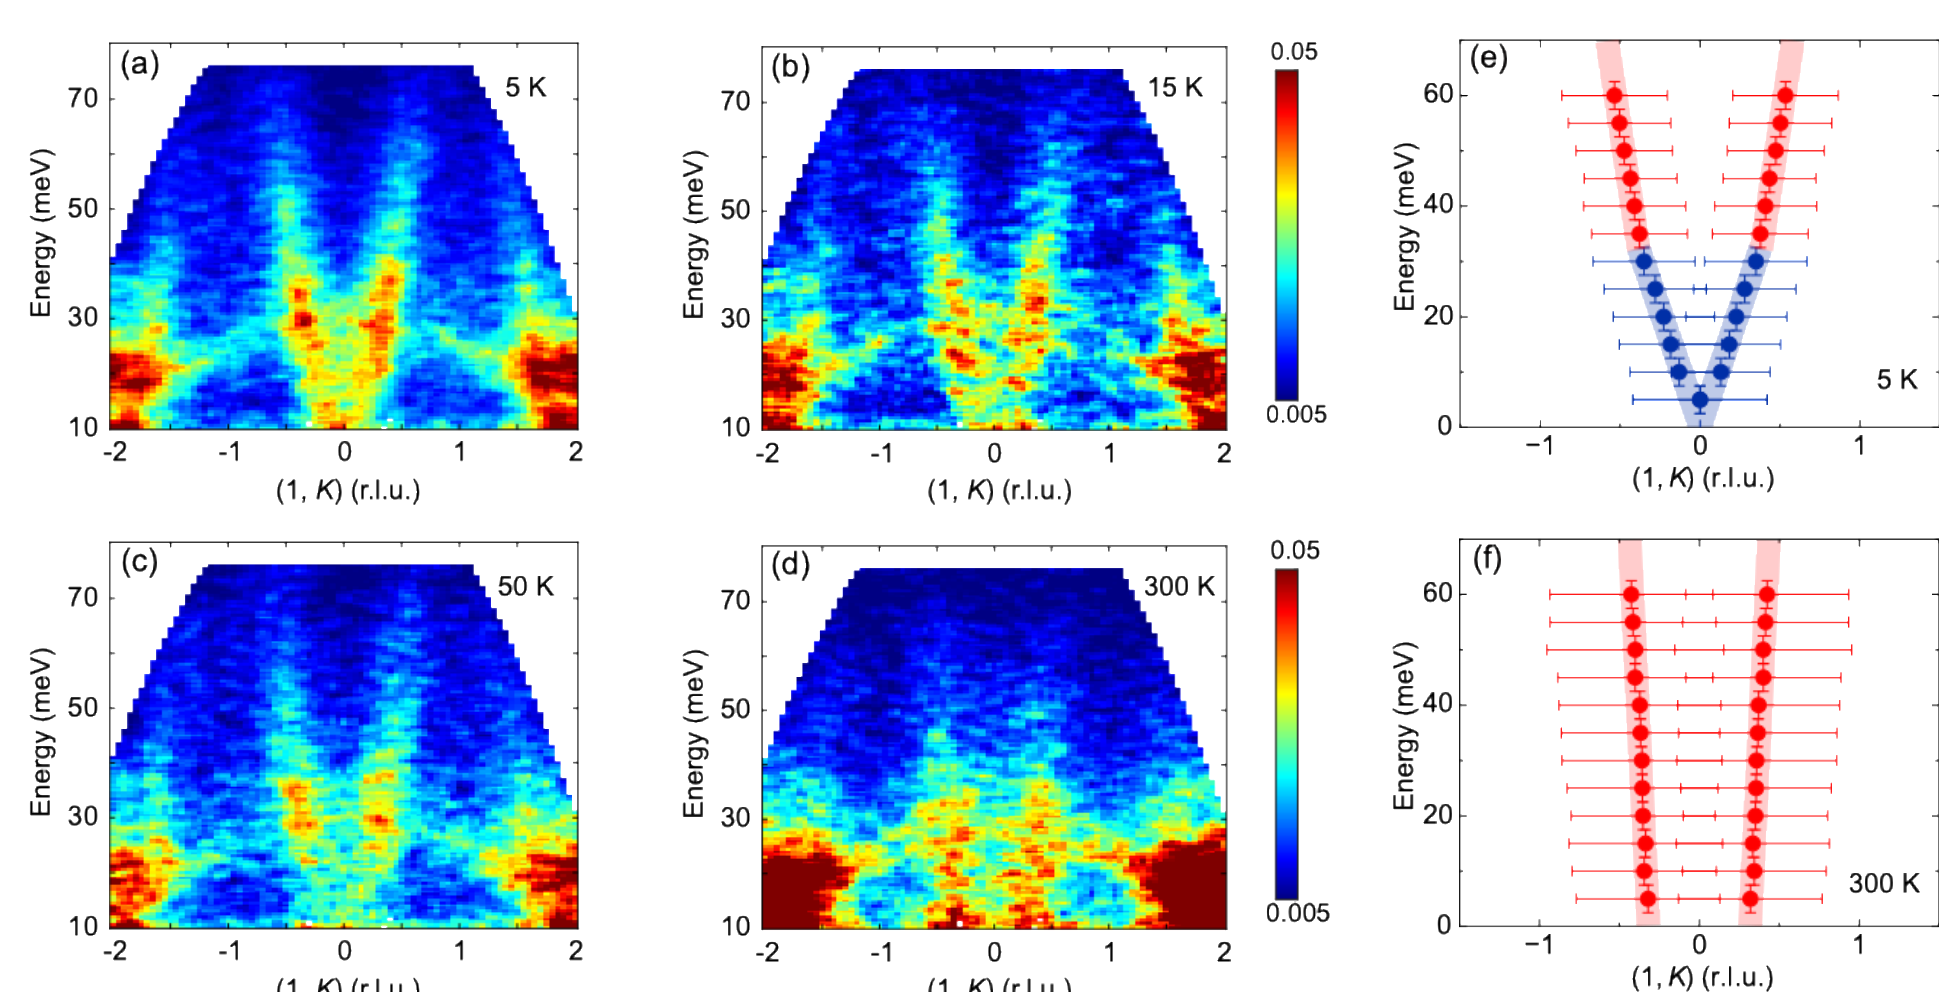 (a)
5 K
70
50
30
10
Energy (meV)
-2 -1 0 1 2
(1, K) (r.l.u.)
(b)
15 K
70
50
30
10
Energy (meV)
-2 -1 0 1 2
(1, K) (r.l.u.)
0.05
0.005
(e)
60
40
20
0
Energy (meV)
5 K
−1 0 1
(1, K) (r.l.u.)
(c)
50 K
70
50
30
10
Energy (meV)
-2 -1 0 1 2
(1, K) (r.l.u.)
(d)
300 K
70
50
30
10
Energy (meV)
-2 -1 0 1 2
(1, K) (r.l.u.)
0.05
0.005
(f)
60
40
20
0
Energy (meV)
300 K
−1 0 1
(1, K) (r.l.u.)